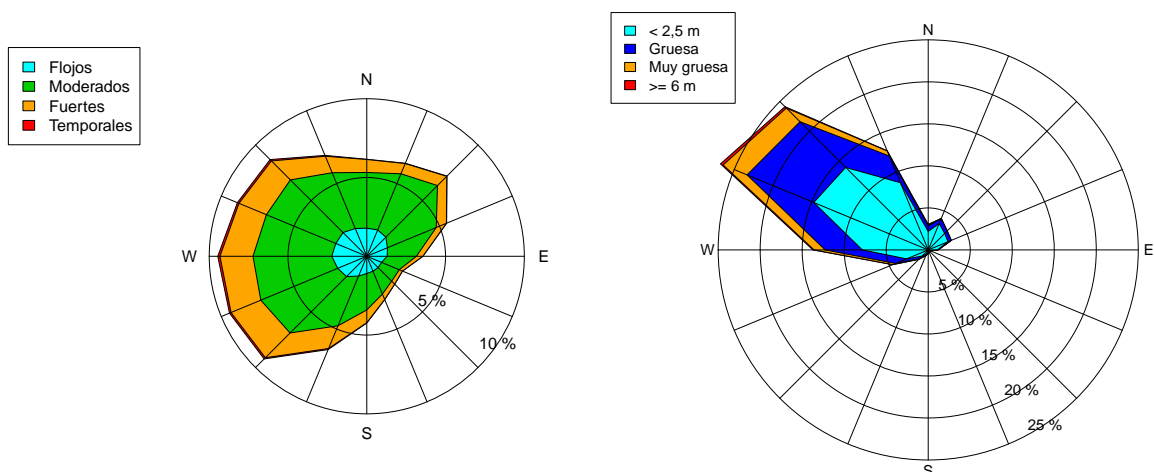 Flojos
Moderados
Fuertes
Temporales
N
W
E
S
5 %
10 %
< 2,5 m
Gruesa
Muy gruesa
>= 6 m
N
W
E
S
5 %
10 %
15 %
20 %
25 %